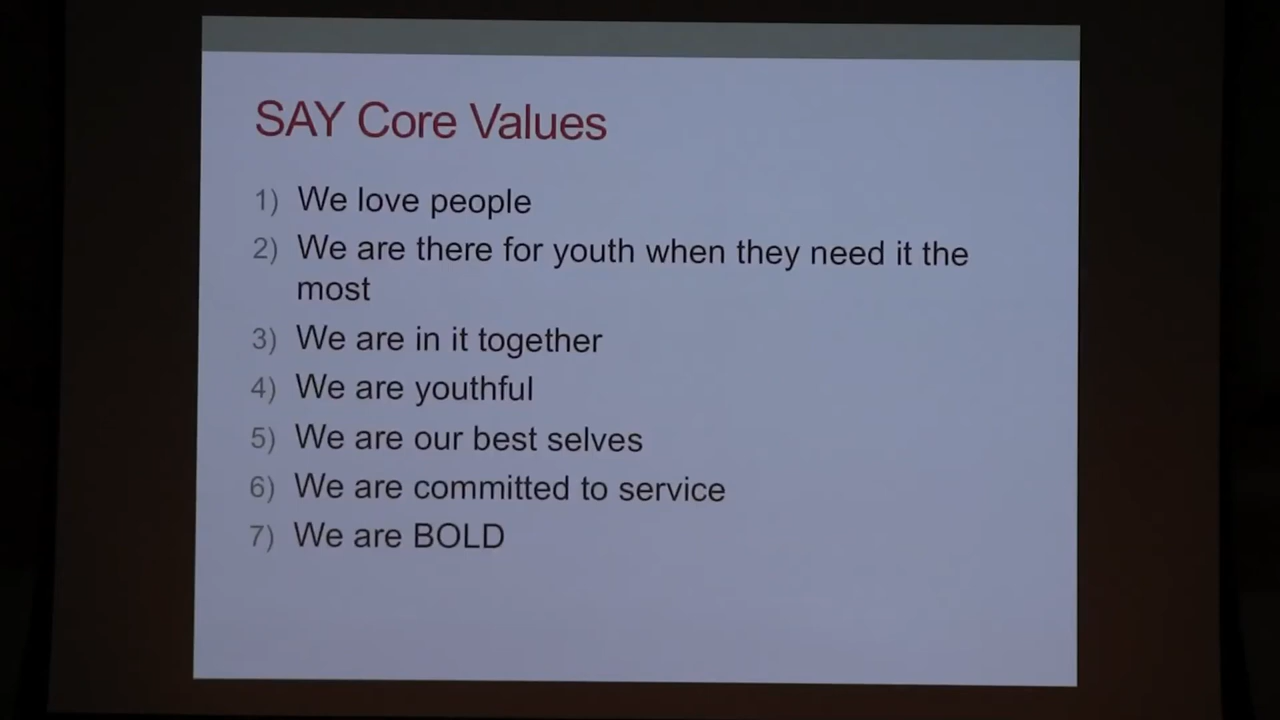 SAY Core Values
1) We love people
2) We are there for youth when they need it the
most
3) We are in it together
4) We are youthful
5) We are our best selves
6) We are committed to service
7) We are BOLD